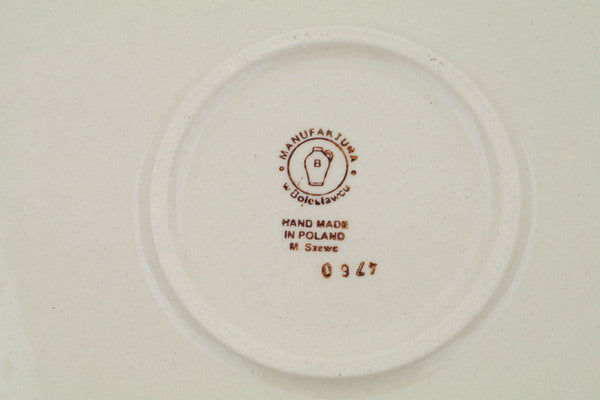 MANUFAKTURA
B
w Bolesławcu
HAND MADE
IN POLAND
M. Szewc
0947